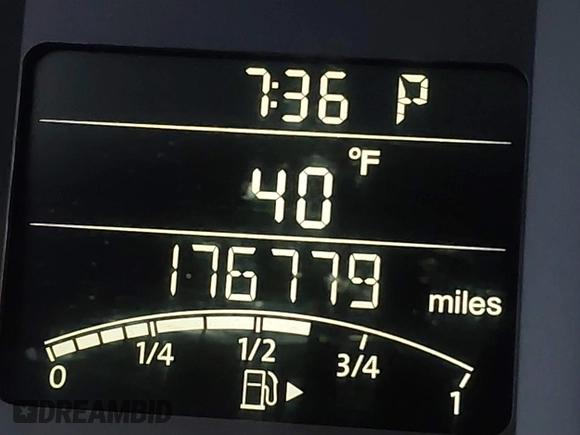 7:36 P
°F
40
176779 miles
0 1/4 1/2 3/4 1
DREAMBID